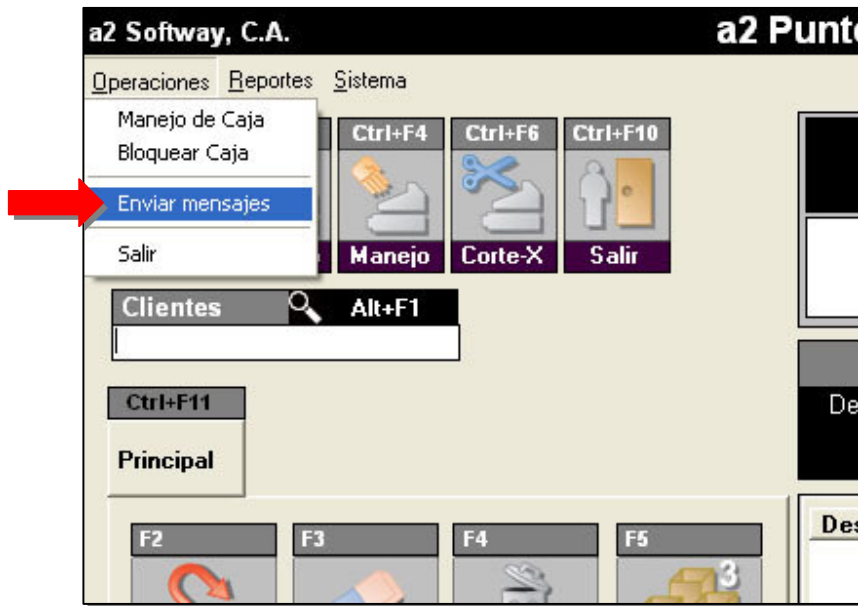 a2 Softway, C.A.
a2 Punto
Operaciones Reportes Sistema
Manejo de Caja
Bloquear Caja
Enviar mensajes
Salir
Ctrl+F4 Ctrl+F6 Ctrl+F10
Manejo Corte-X Salir
Clientes Alt+F1
Ctrl+F11
Principal
De
Des
F2 F3 F4 F5
3